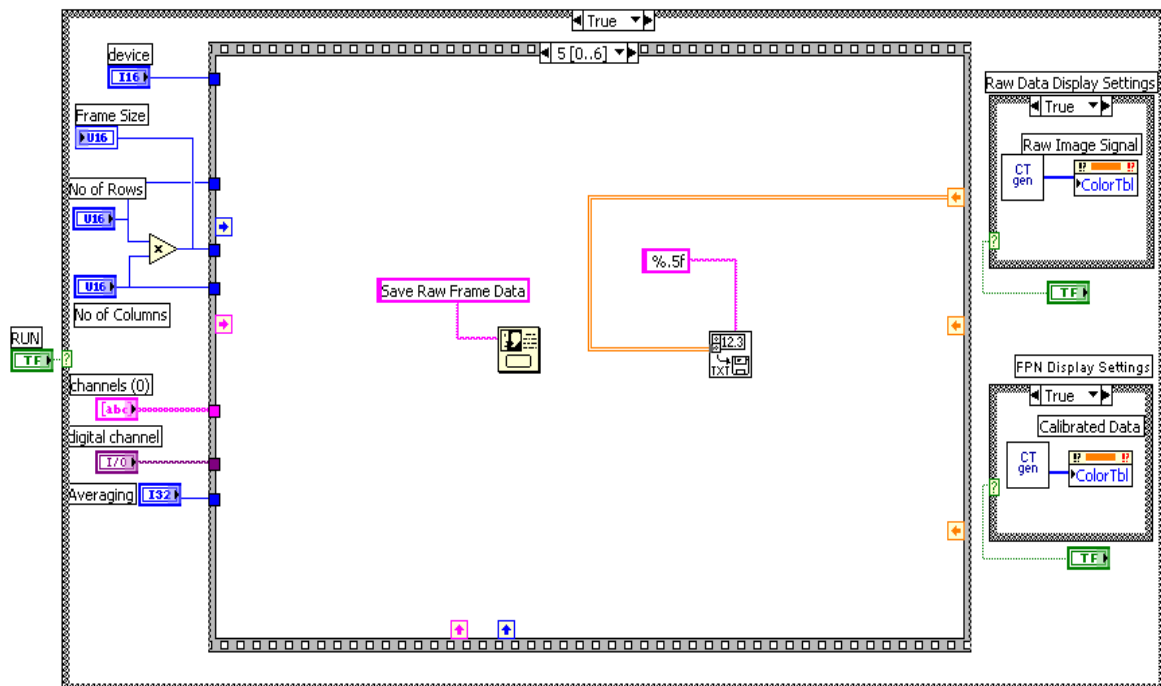 True
5 [0..6]
device
I16
Frame Size
U16
No of Rows
U16
x
U16
No of Columns
RUN
TF
?
channels (0)
[abc]
digital channel
I/0
Averaging
I32
Save Raw Frame Data
%.5f
12.3
TXT
Raw Data Display Settings
True
Raw Image Signal
CT
gen
!? !?
ColorTbl
?
TF
FPN Display Settings
True
Calibrated Data
CT
gen
!? !?
ColorTbl
?
TF